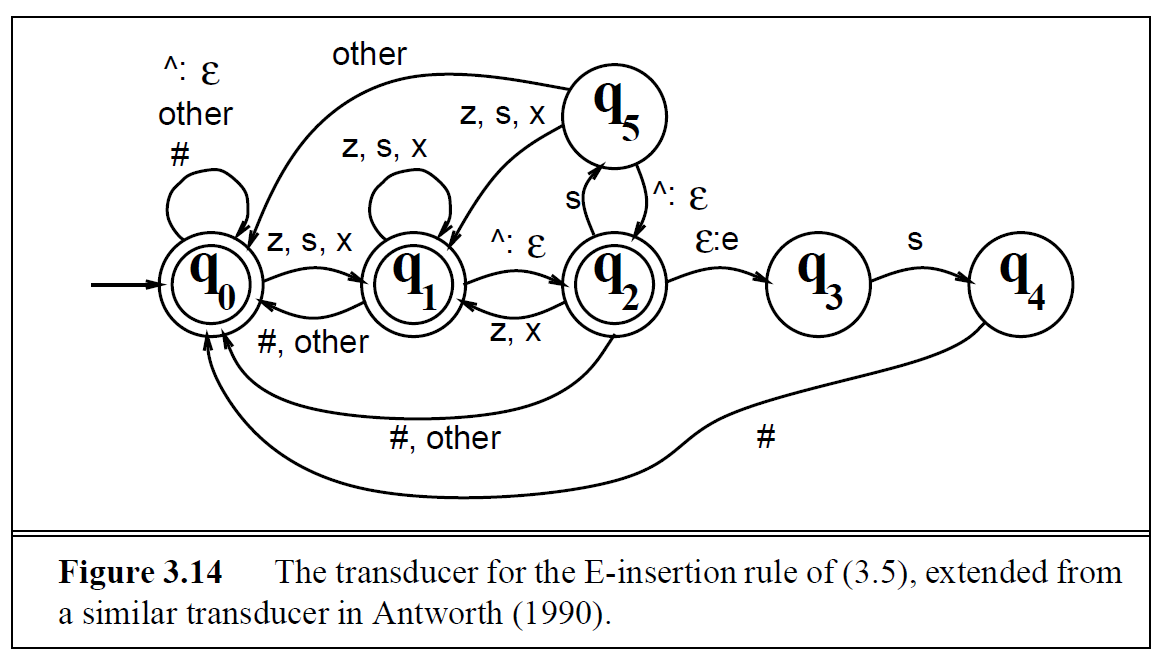 other
^: ε
other
#
z, s, x
z, s, x
q5
s
^: ε
z, s, x
^: ε
ε:e
s
q0
q1
q2
q3
q4
#, other
z, x
#, other
#
Figure 3.14 The transducer for the E-insertion rule of (3.5), extended from
a similar transducer in Antworth (1990).